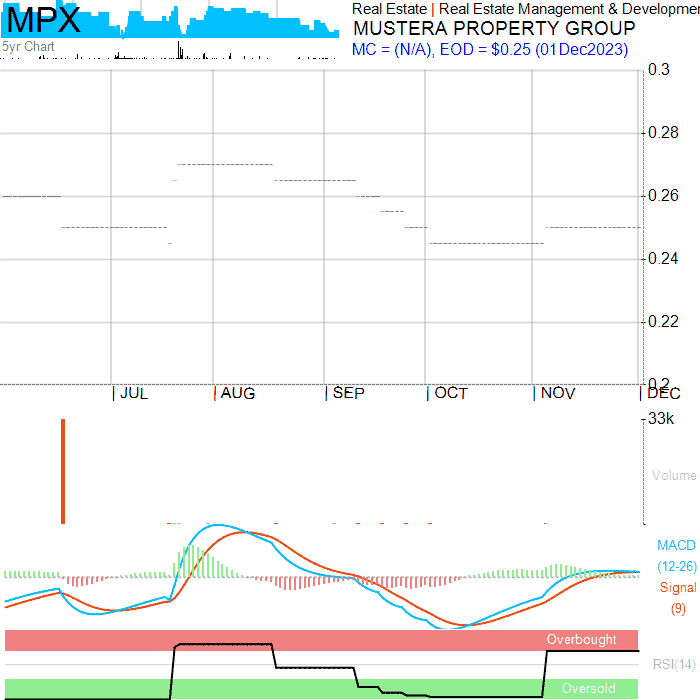 MPX
5yr Chart
Real Estate | Real Estate Management & Developmen
MUSTERA PROPERTY GROUP
MC = (N/A), EOD = $0.25 (01Dec2023)
0.3
0.28
0.26
0.24
0.22
0.2
JUL AUG SEP OCT NOV DEC
33k
Volume
MACD
(12-26)
Signal
(9)
Overbought
RSI(14)
Oversold